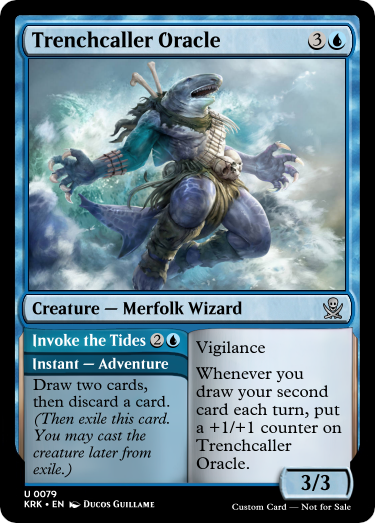 Trenchcaller Oracle 3
Creature — Merfolk Wizard
Invoke the Tides 2
Instant — Adventure
Draw two cards,
then discard a card.
(Then exile this card.
You may cast the
creature later from
exile.)
Vigilance
Whenever you
draw your second
card each turn, put
a +1/+1 counter on
Trenchcaller
Oracle.
3/3
U 0079
KRK • EN Ducos Guillame
Custom Card — Not for Sale